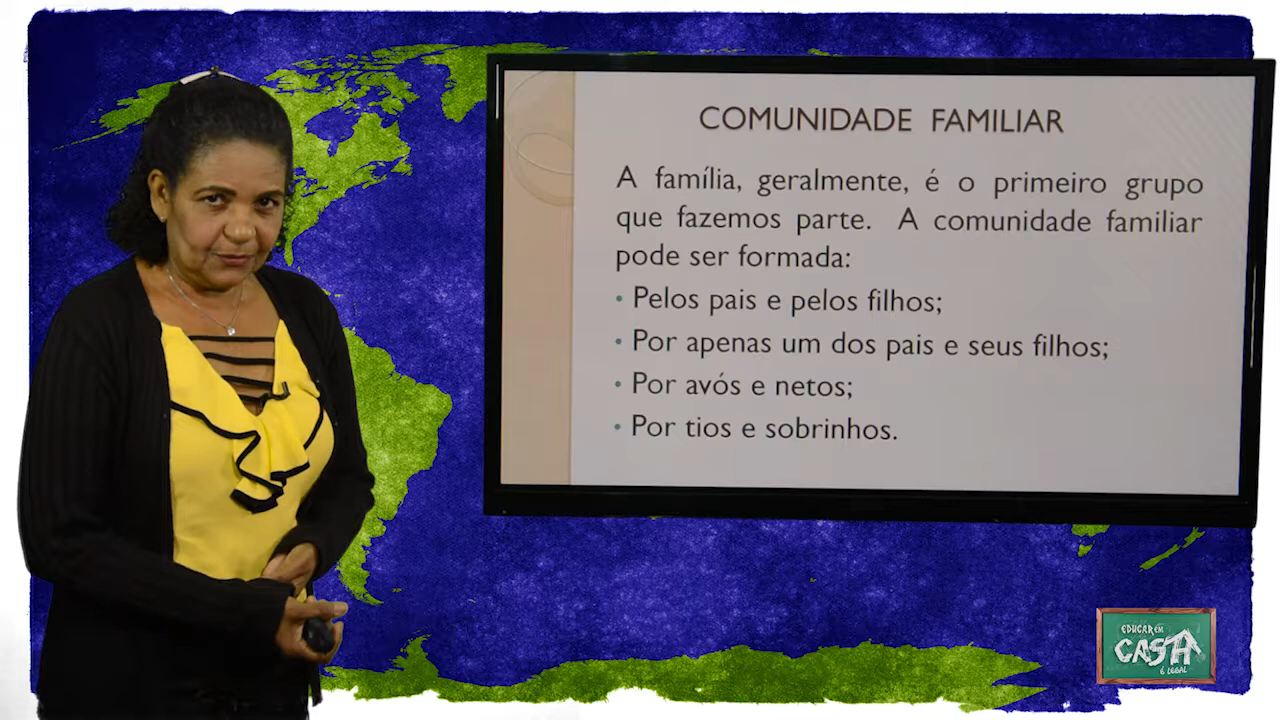 COMUNIDADE FAMILIAR
A família, geralmente, é o primeiro grupo
que fazemos parte. A comunidade familiar
pode ser formada:
• Pelos pais e pelos filhos;
• Por apenas um dos pais e seus filhos;
• Por avós e netos;
• Por tios e sobrinhos.
EDUCAR EM
CASA
É LEGAL